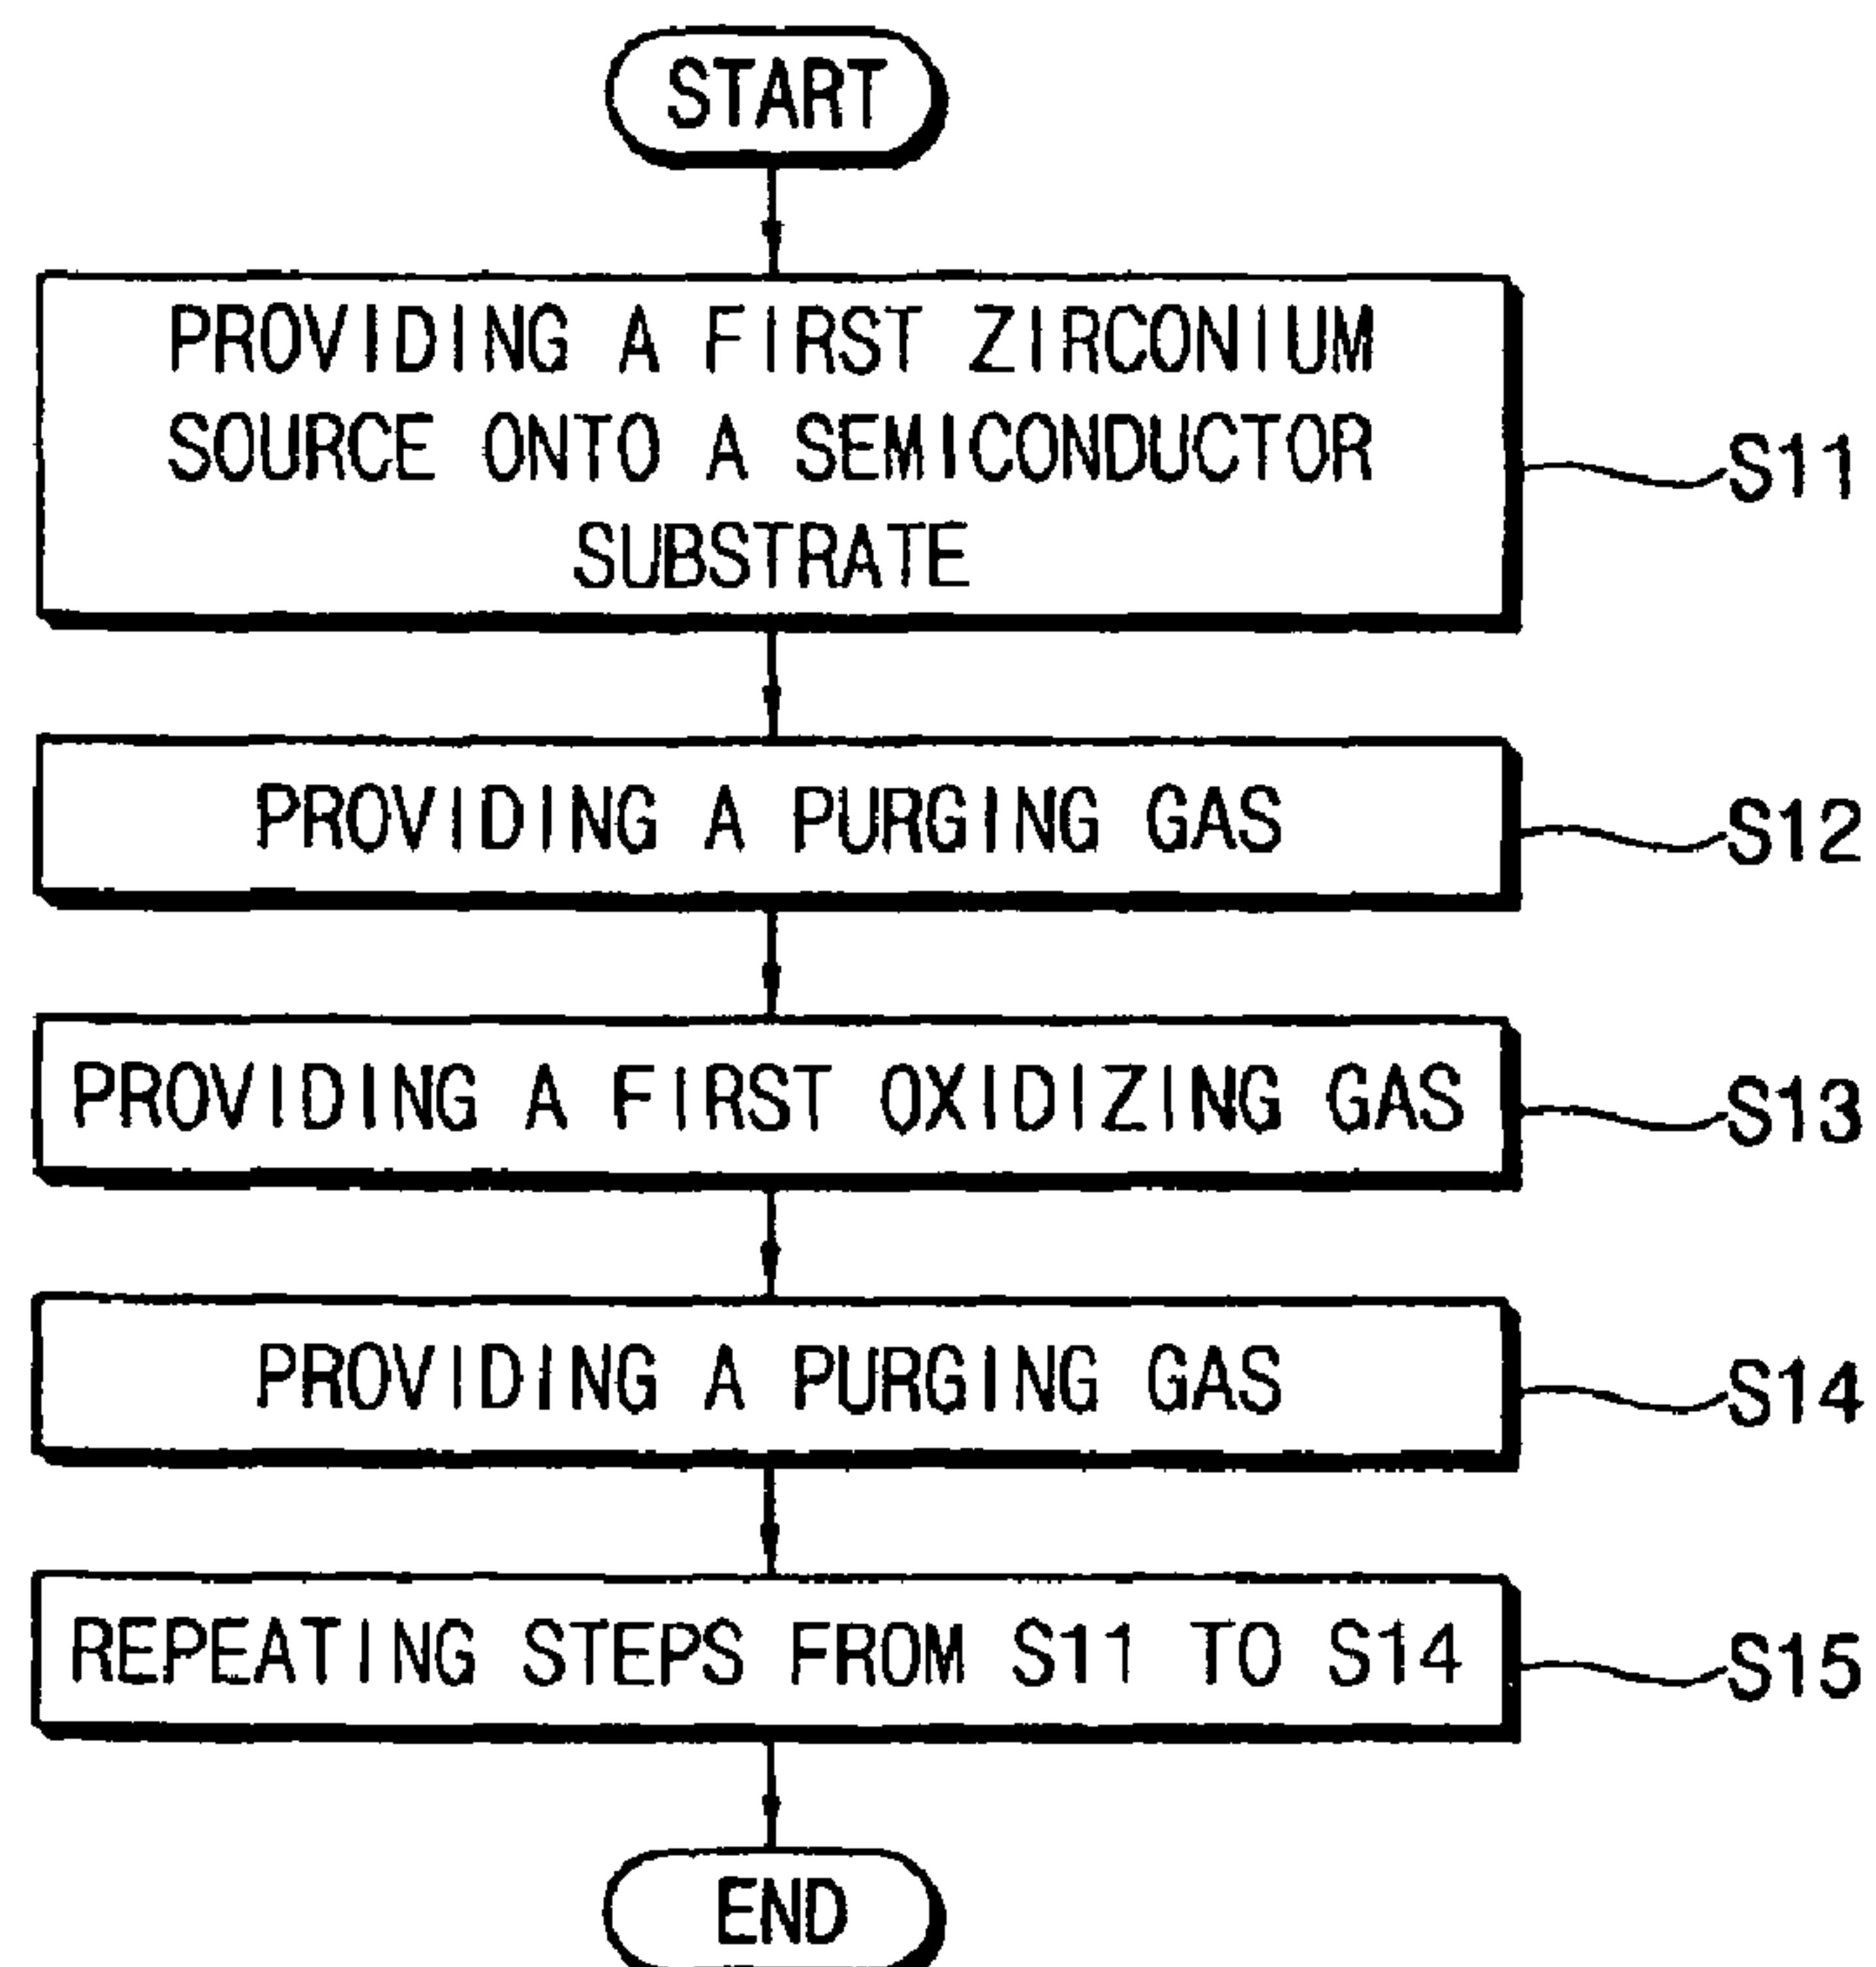 START
PROVIDING A FIRST ZIRCONIUM
SOURCE ONTO A SEMICONDUCTOR
SUBSTRATE
S11
PROVIDING A PURGING GAS
S12
PROVIDING A FIRST OXIDIZING GAS
S13
PROVIDING A PURGING GAS
S14
REPEATING STEPS FROM S11 TO S14
S15
END